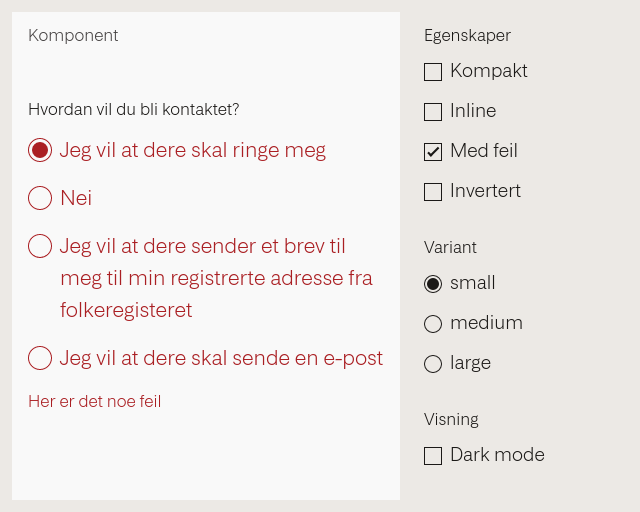 Komponent
Hvordan vil du bli kontaktet?
Jeg vil at dere skal ringe meg
Nei
Jeg vil at dere sender et brev til
meg til min registrerte adresse fra
folkeregisteret
Jeg vil at dere skal sende en e-post
Her er det noe feil
Egenskaper
Kompakt
Inline
Med feil
Invertert
Variant
small
medium
large
Visning
Dark mode